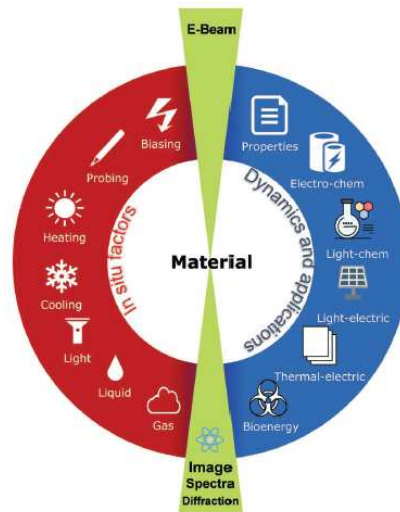 E-Beam
Biasing
Probing
Heating
Cooling
Light
Liquid
Gas
In situ factors
Material
Dynamics and applications
Properties
Electro-chem
Light-chem
Light-electric
Thermal-electric
Bioenergy
Image
Spectra
Diffraction